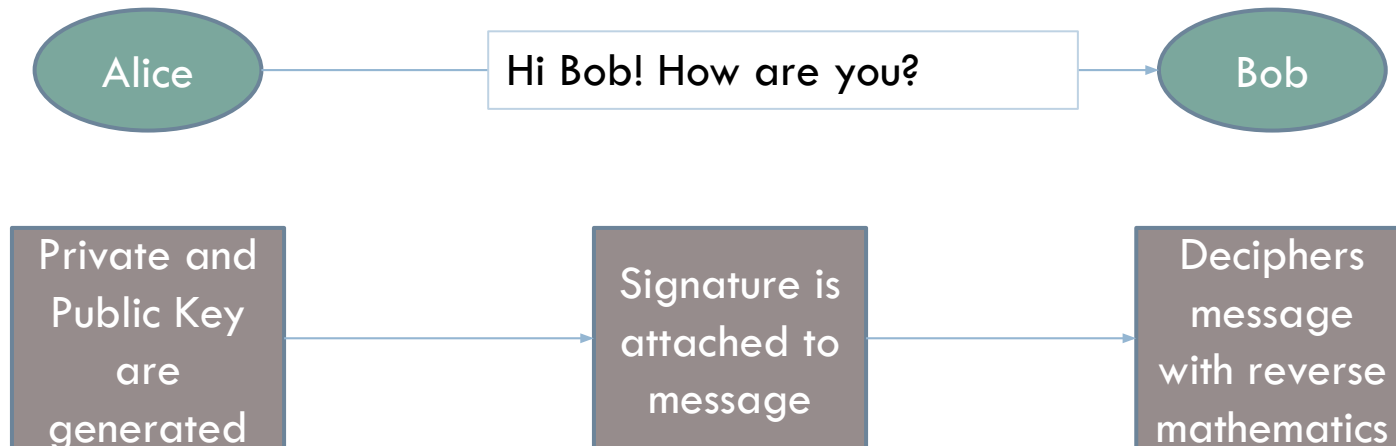 Alice
Hi Bob! How are you?
Bob
Private and
Public Key
are
generated
Signature is
attached to
message
Deciphers
message
with reverse
mathematics